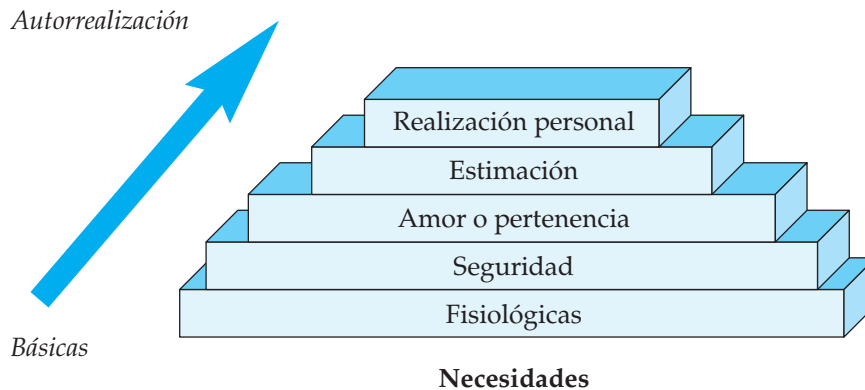 Autorrealización
Realización personal
Estimación
Amor o pertenencia
Seguridad
Fisiológicas
Básicas
Necesidades